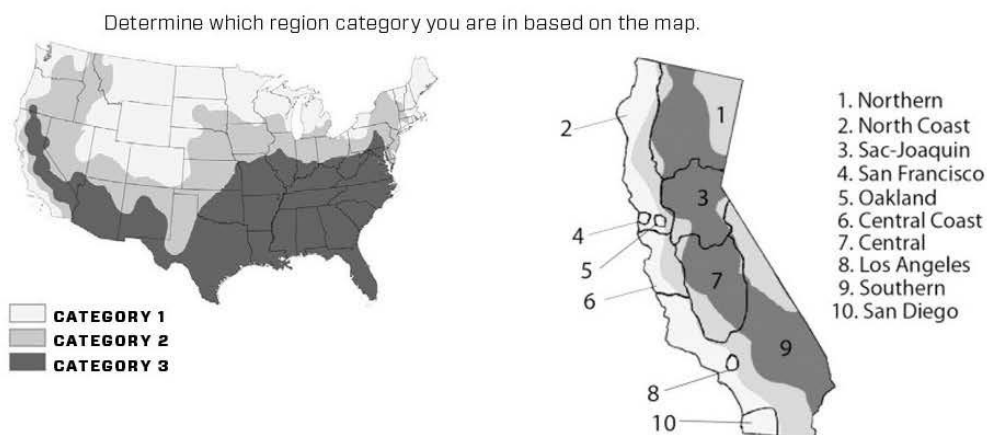 Determine which region category you are in based on the map.
CATEGORY 1
CATEGORY 2
CATEGORY 3
1
2
3
4
5
6
7
8
9
10
1. Northern
2. North Coast
3. Sac-Joaquin
4. San Francisco
5. Oakland
6. Central Coast
7. Central
8. Los Angeles
9. Southern
10. San Diego